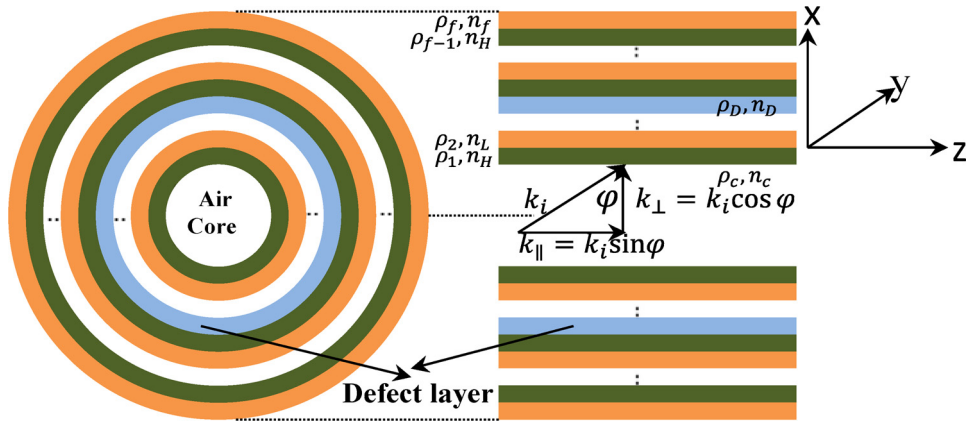 Air
Core
Defect layer
ρ_f, n_f
ρ_{f−1}, n_H
ρ_D, n_D
ρ_2, n_L
ρ_1, n_H
ρ_c, n_c
k_i
φ
k_⊥ = k_i cos φ
k_∥ = k_i sinφ
x
y
z